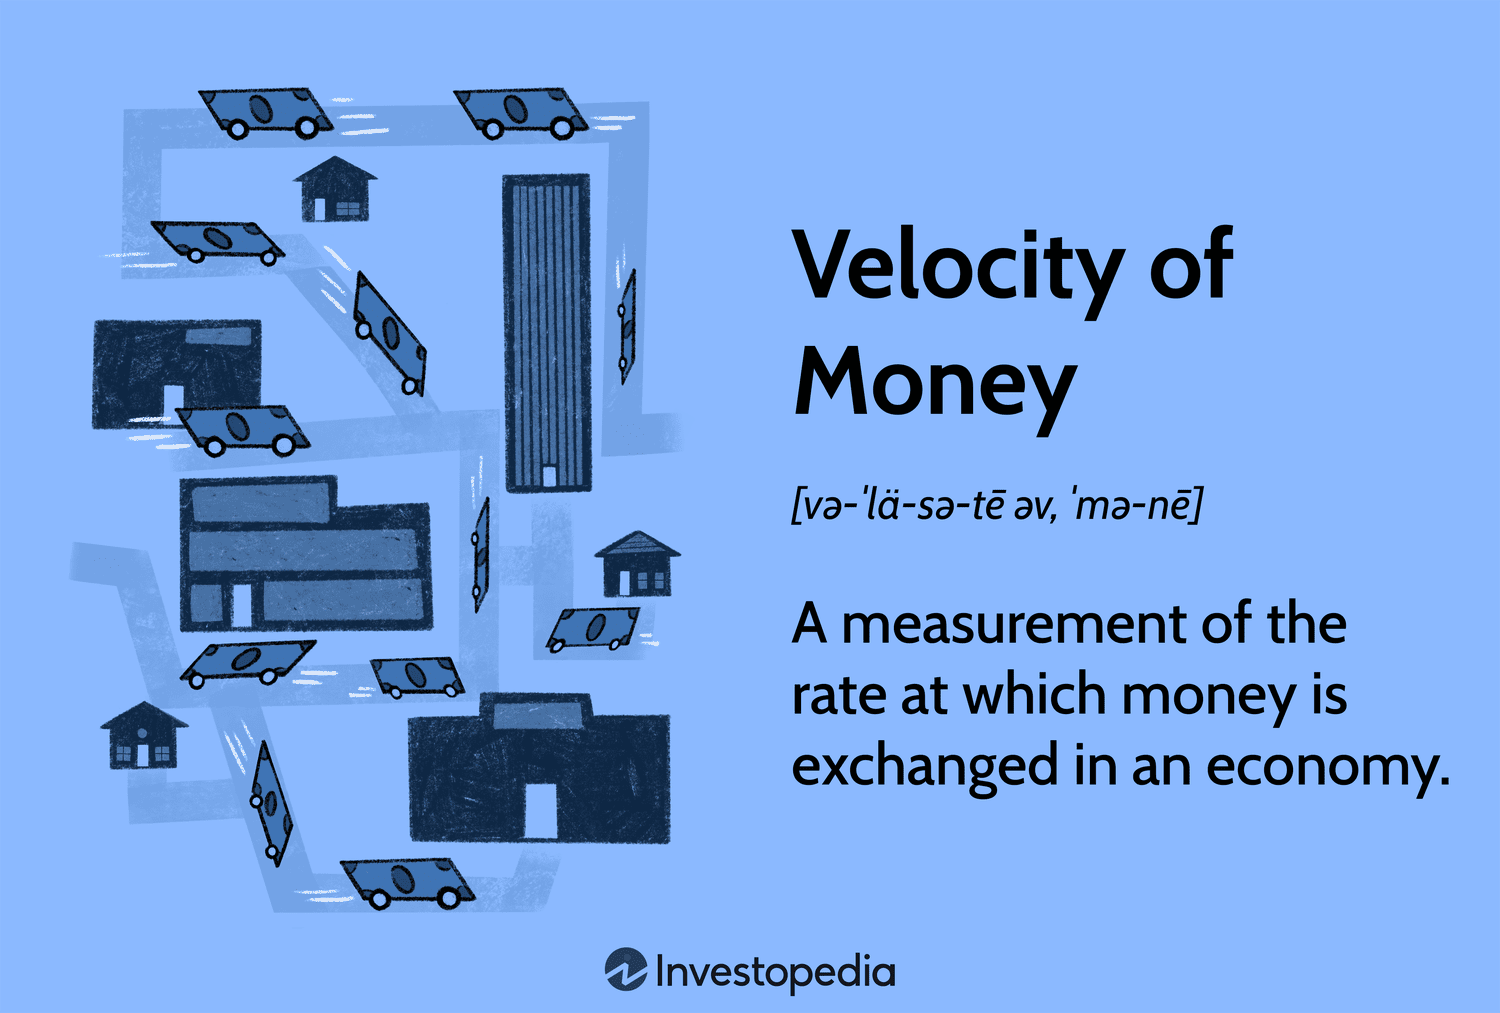 Velocity of
Money
[və-ˈlä-sə-tē əv, ˈmə-nē]
A measurement of the
rate at which money is
exchanged in an economy.
Investopedia